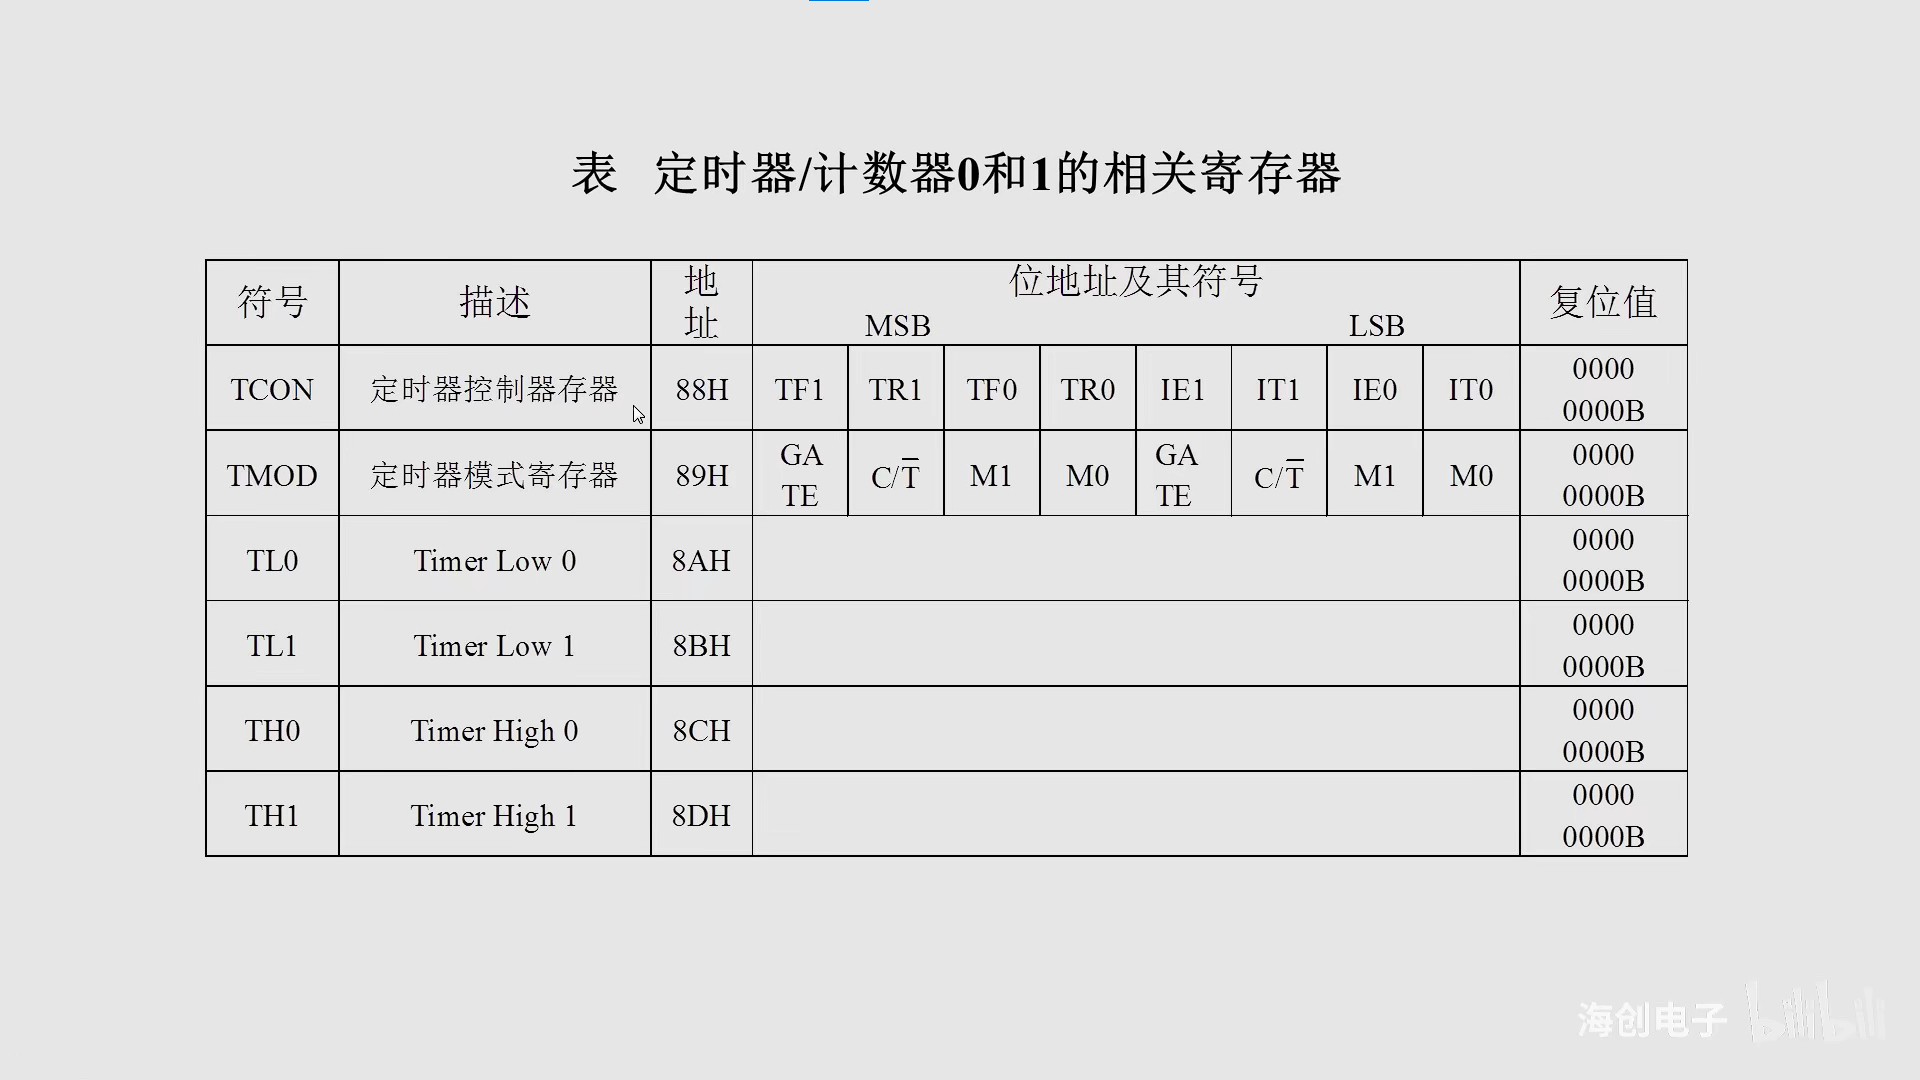 表 定时器/计数器0和1的相关寄存器
符号 描述 地址 位地址及其符号 MSB LSB 复位值
TCON 定时器控制器存器 88H TF1 TR1 TF0 TR0 IE1 IT1 IE0 IT0 0000 0000B
TMOD 定时器模式寄存器 89H GATE C/T̅ M1 M0 GATE C/T̅ M1 M0 0000 0000B
TL0 Timer Low 0 8AH 0000 0000B
TL1 Timer Low 1 8BH 0000 0000B
TH0 Timer High 0 8CH 0000 0000B
TH1 Timer High 1 8DH 0000 0000B
海创电子 bilibili